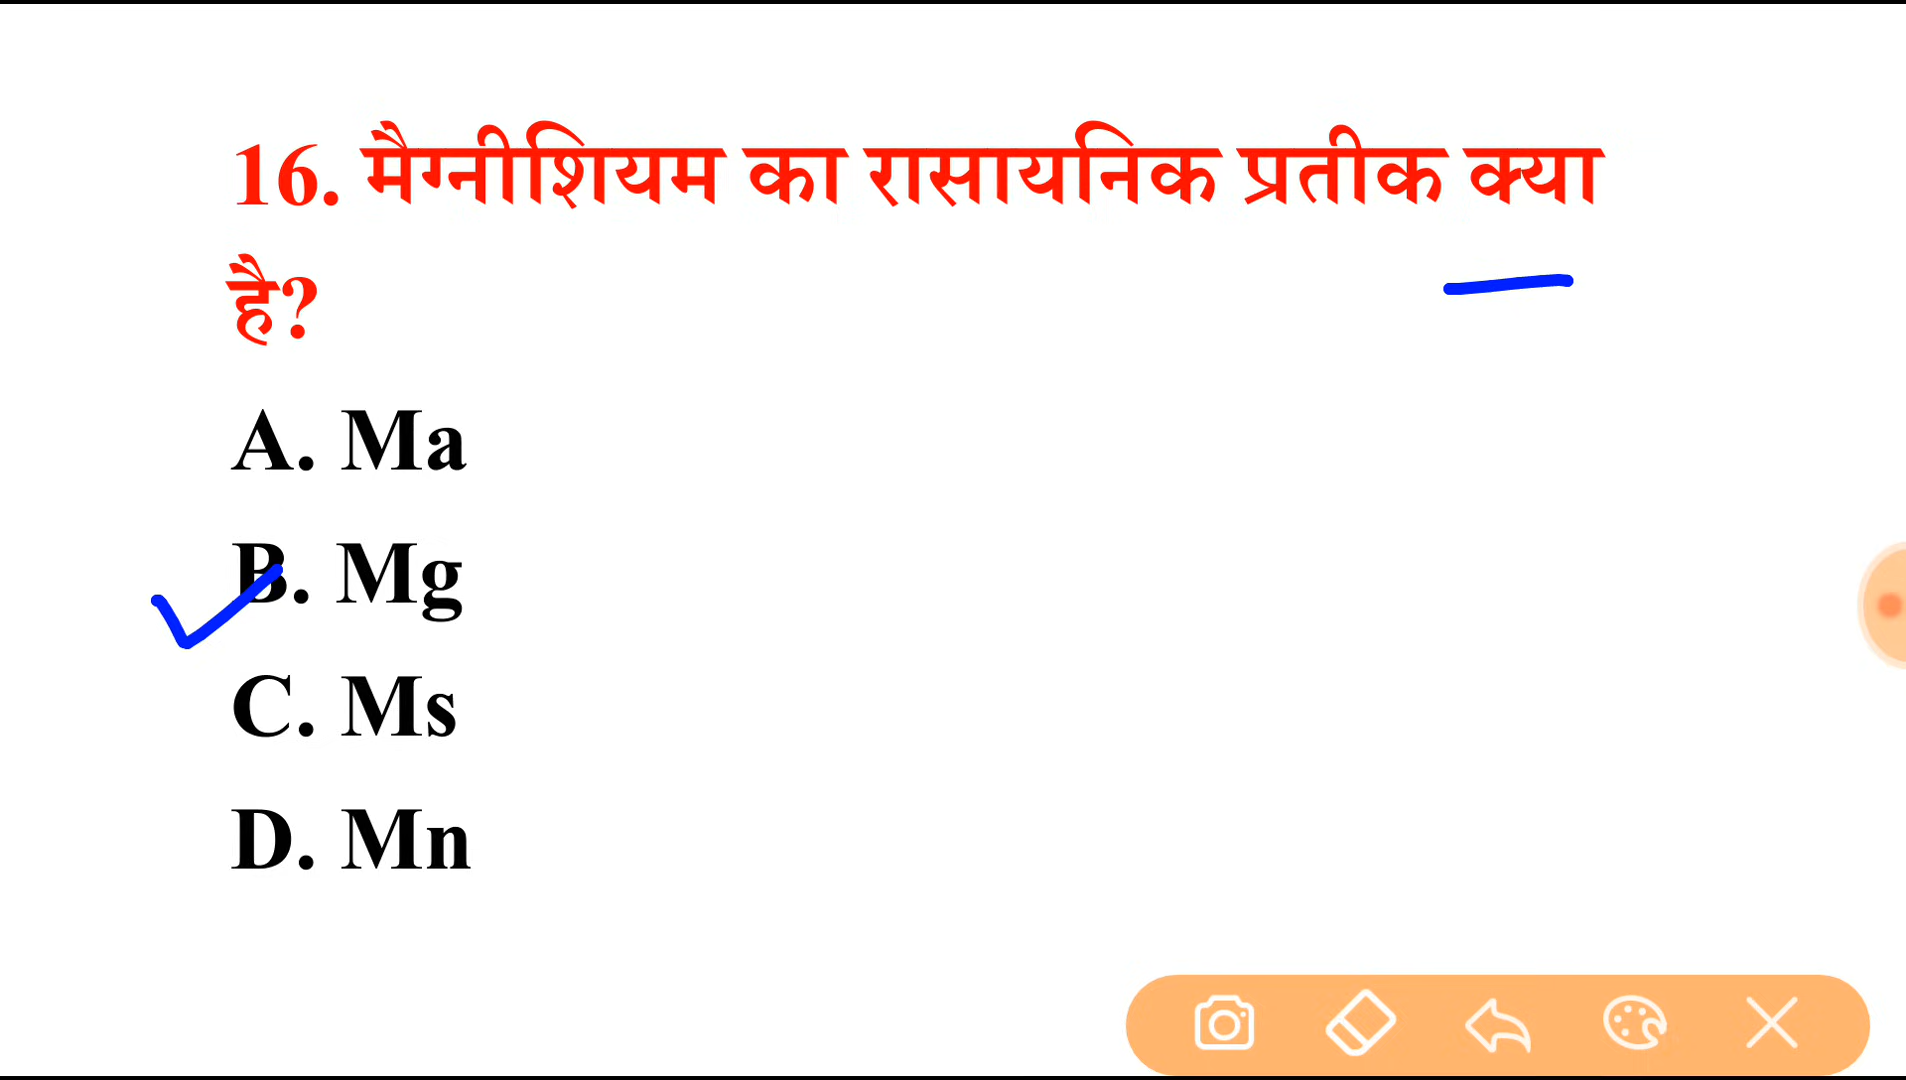 16. मैग्नीशियम का रासायनिक प्रतीक क्या
है?
A. Ma
B. Mg
C. Ms
D. Mn